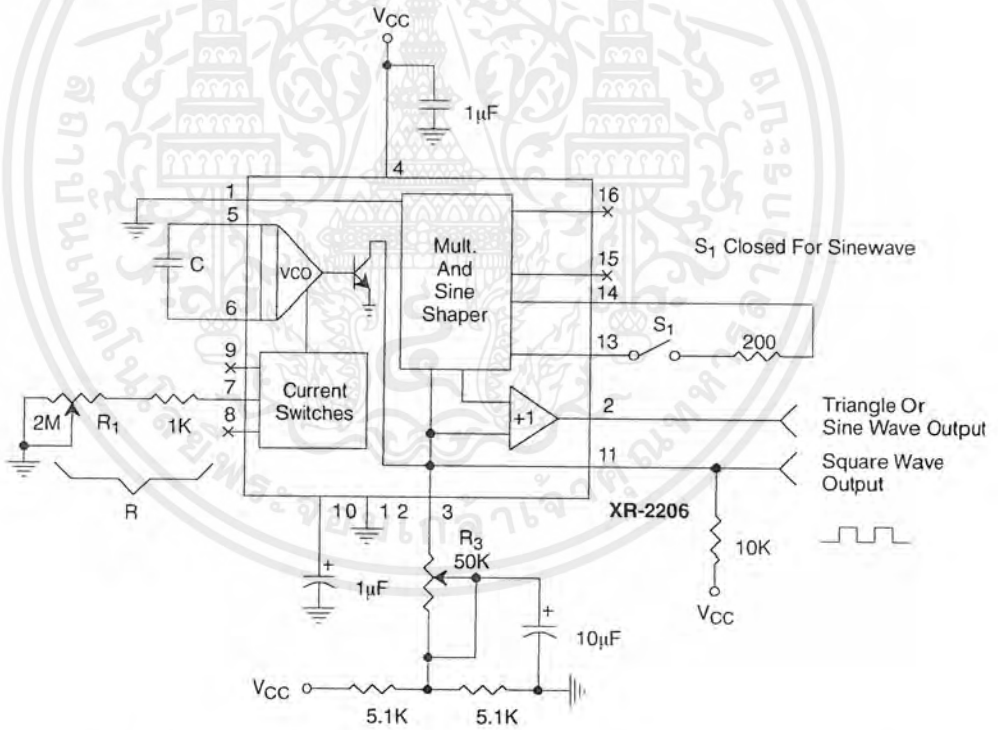 VCC
1µF
4
1
16
5
Mult.
And
Sine
Shaper
15
S1 Closed For Sinewave
C
VCO
14
6
S1
13
200
9
Current
Switches
7
8
2M
R1
1K
+1
2
Triangle Or
Sine Wave Output
11
Square Wave
Output
R
10
1 2
3
XR-2206
R3
50K
1µF
10K
VCC
10µF
VCC
5.1K
5.1K